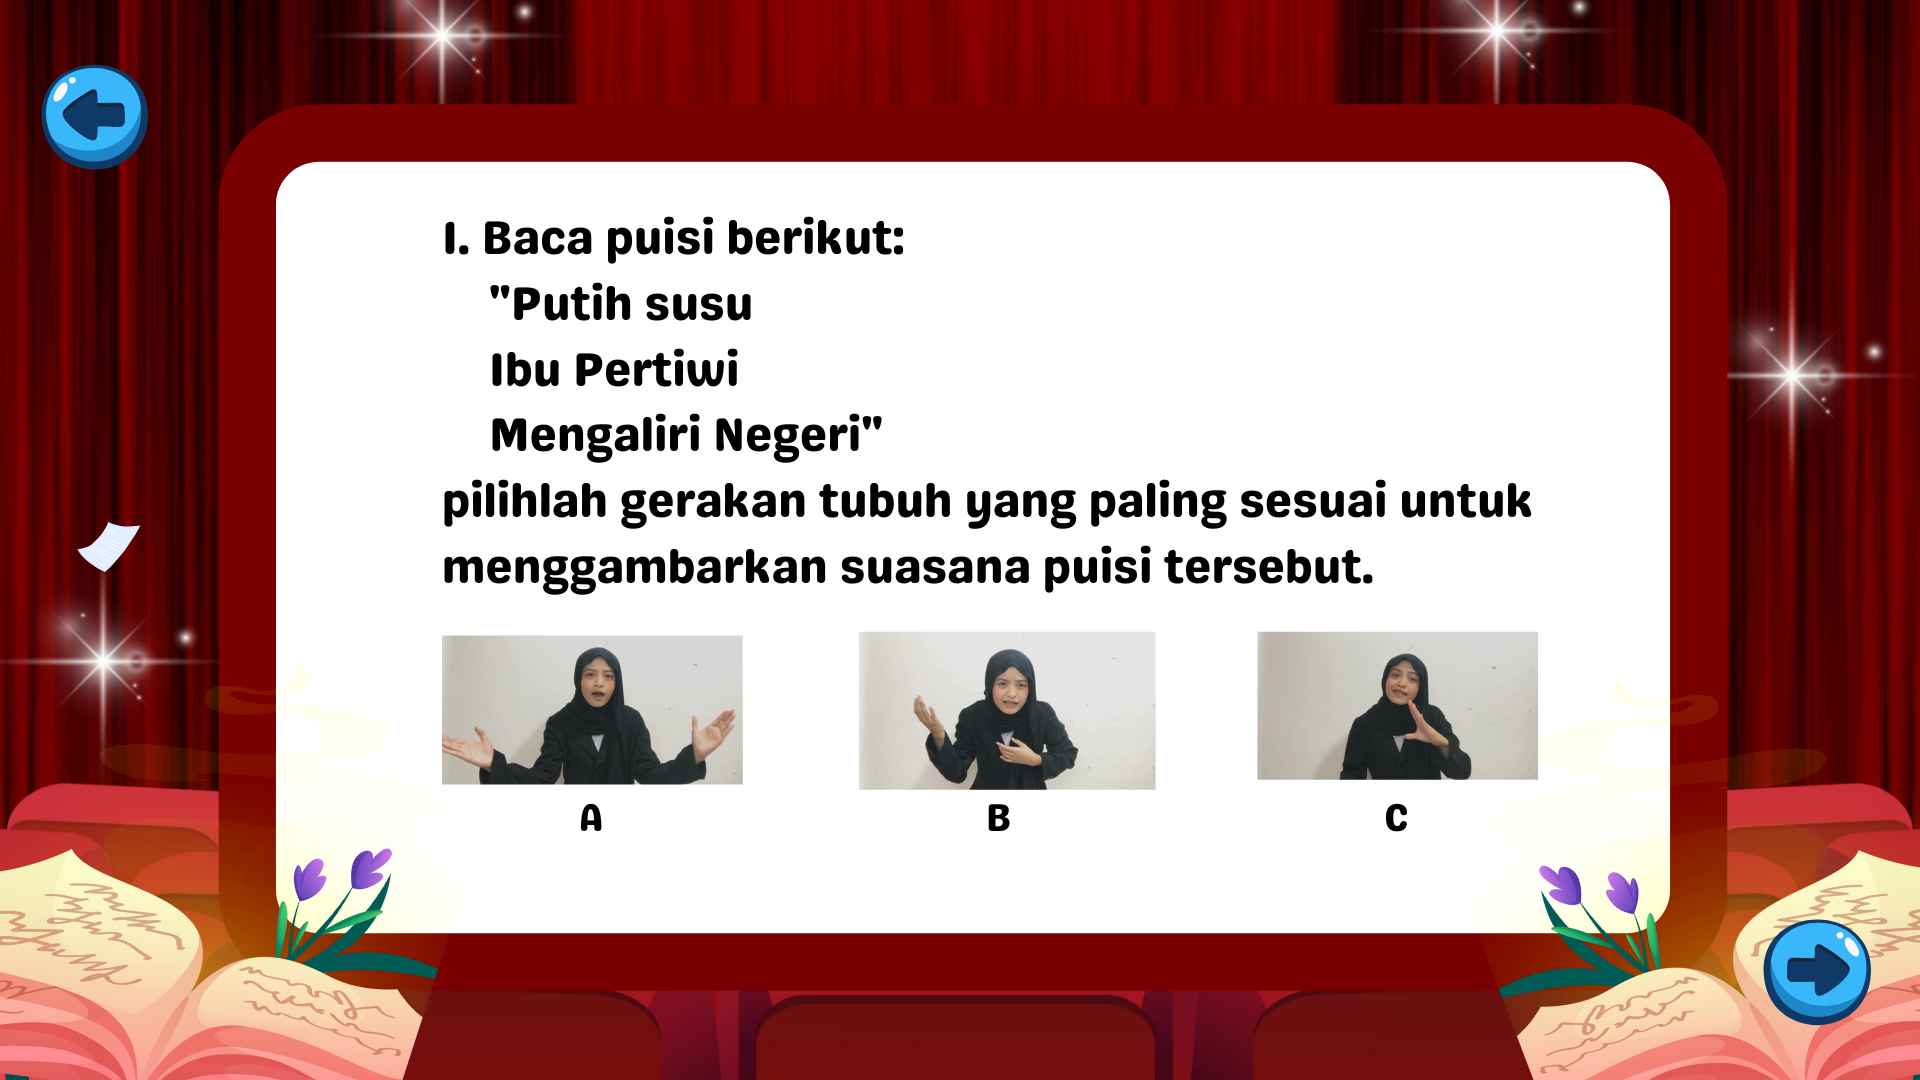 1. Baca puisi berikut:
"Putih susu
Ibu Pertiwi
Mengaliri Negeri"
pilihlah gerakan tubuh yang paling sesuai untuk
menggambarkan suasana puisi tersebut.
A
B
C